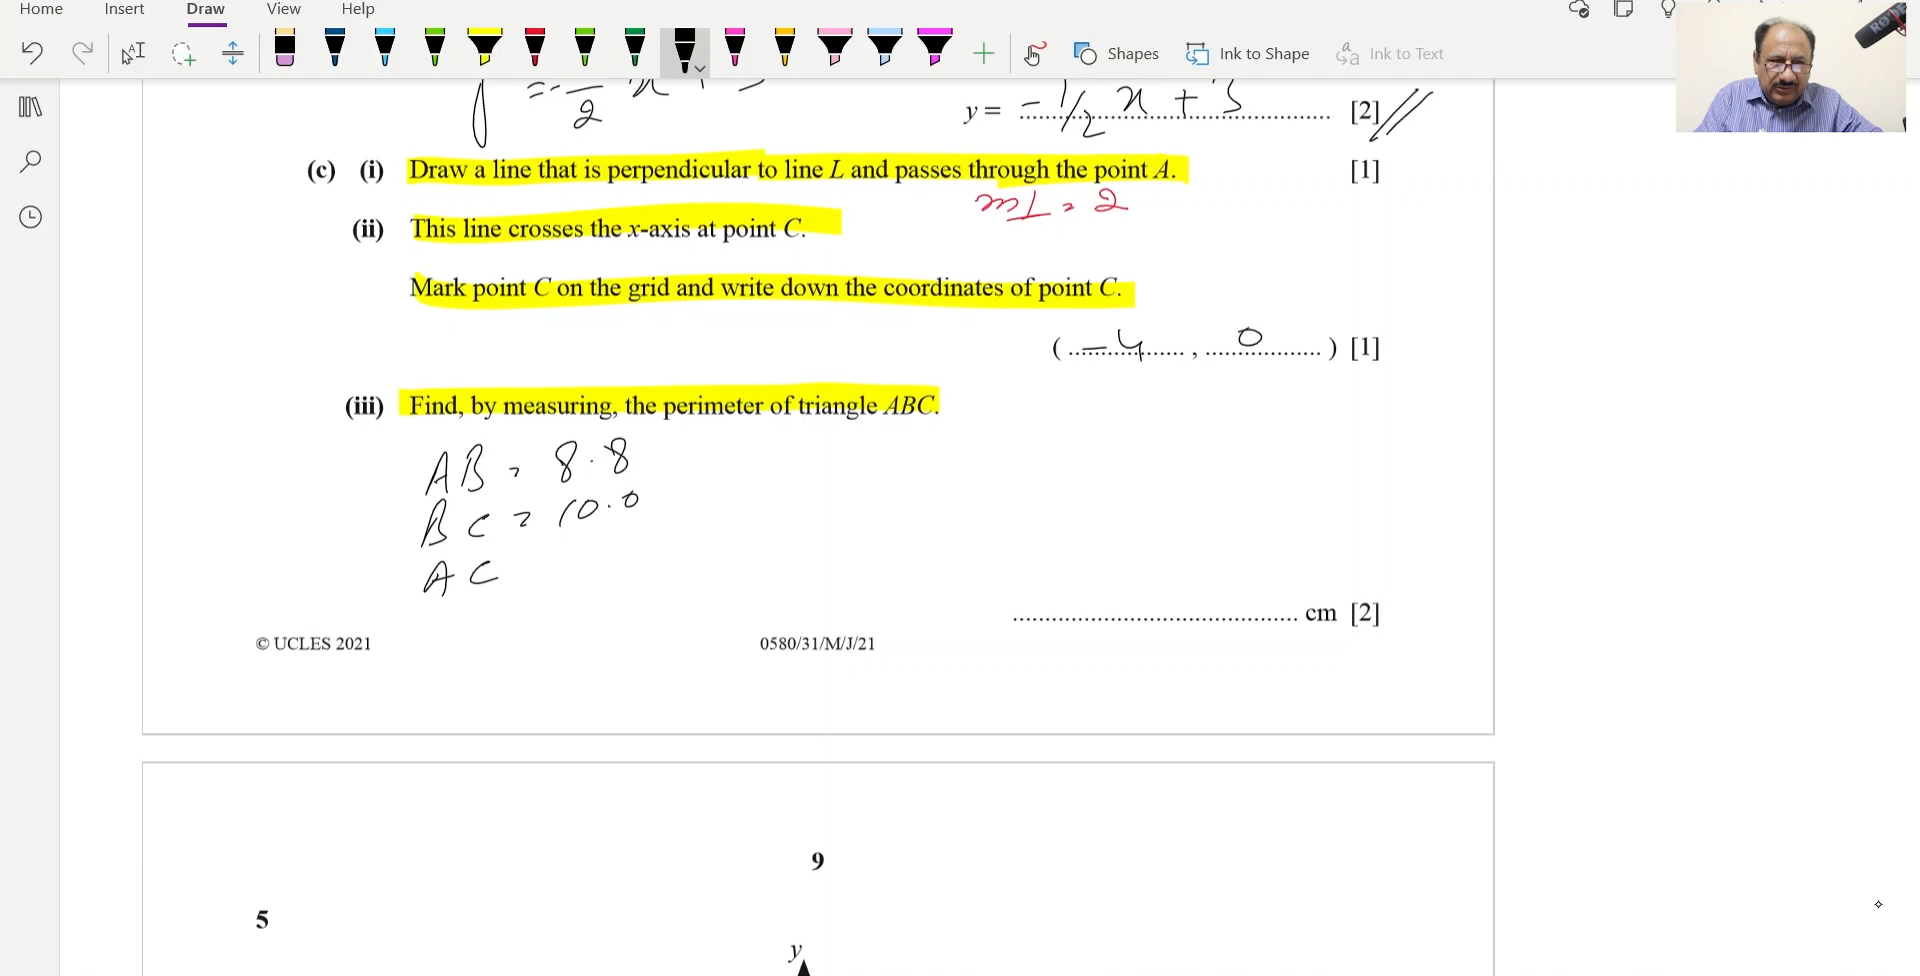 Home Insert Draw View Help
Shapes Ink to Shape Ink to Text
2
y = -1/2 x + 3 [2]
(c) (i) Draw a line that is perpendicular to line L and passes through the point A. [1]
m⊥ = 2
(ii) This line crosses the x-axis at point C.
Mark point C on the grid and write down the coordinates of point C.
( -4 , 0 ) [1]
(iii) Find, by measuring, the perimeter of triangle ABC.
AB = 8.8
BC = 10.0
AC
cm [2]
© UCLES 2021 0580/31/M/J/21
9
5
y